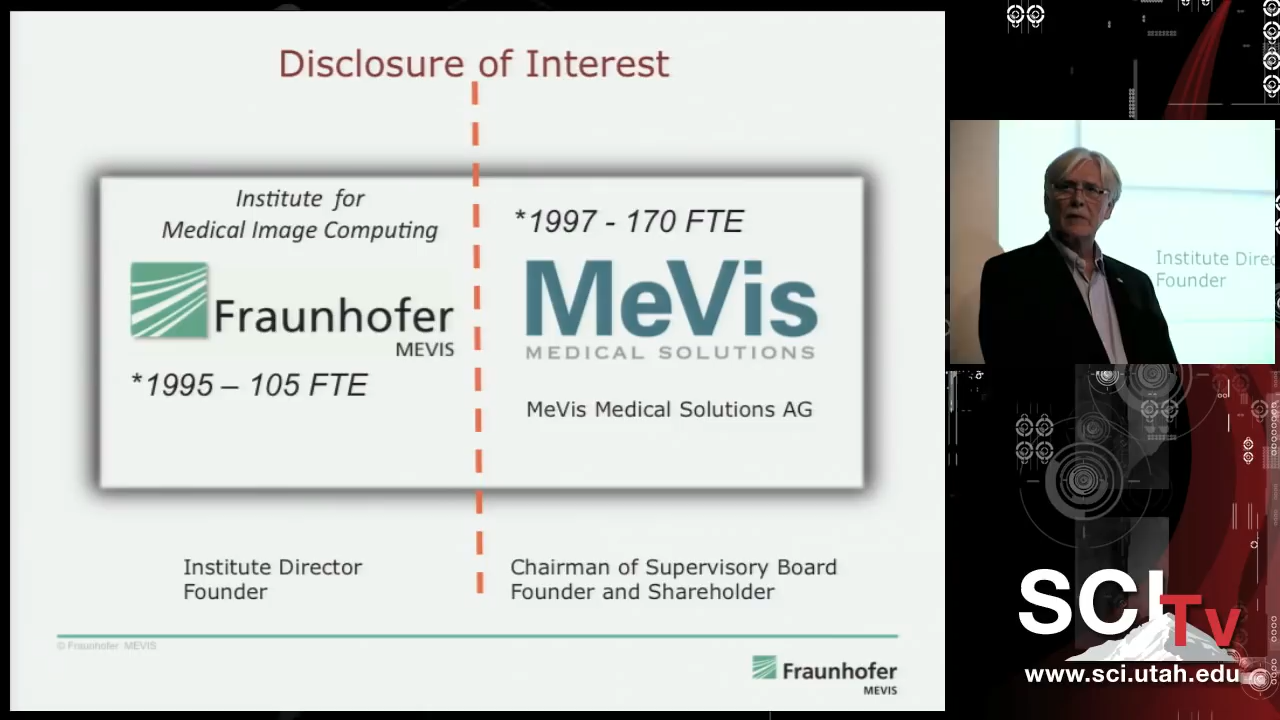 Disclosure of Interest
Institute for
Medical Image Computing
Fraunhofer
MEVIS
*1995 – 105 FTE
*1997 - 170 FTE
MeVis
MEDICAL SOLUTIONS
MeVis Medical Solutions AG
Institute Director
Founder
Chairman of Supervisory Board
Founder and Shareholder
© Fraunhofer MEVIS
Fraunhofer
MEVIS
Institute Direc
Founder
SCI
Tv
www.sci.utah.edu